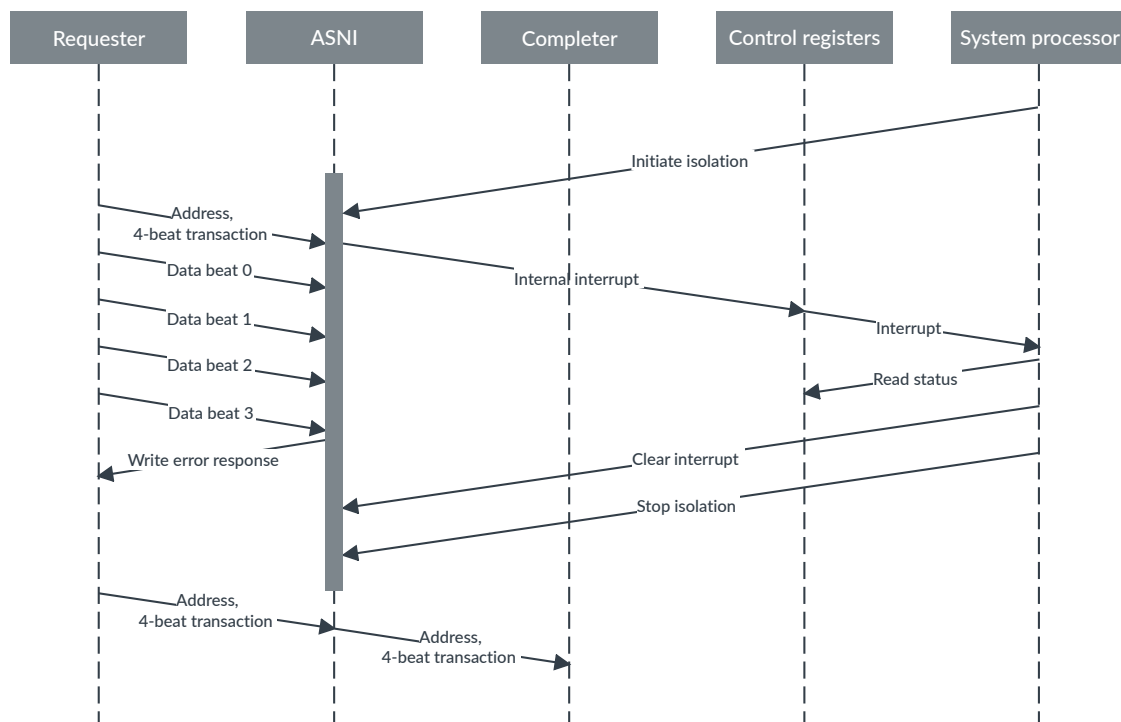 Requester
ASNI
Completer
Control registers
System processor
Initiate isolation
Address,
4-beat transaction
Data beat 0
Internal interrupt
Data beat 1
Interrupt
Data beat 2
Read status
Data beat 3
Write error response
Clear interrupt
Stop isolation
Address,
4-beat transaction
Address,
4-beat transaction